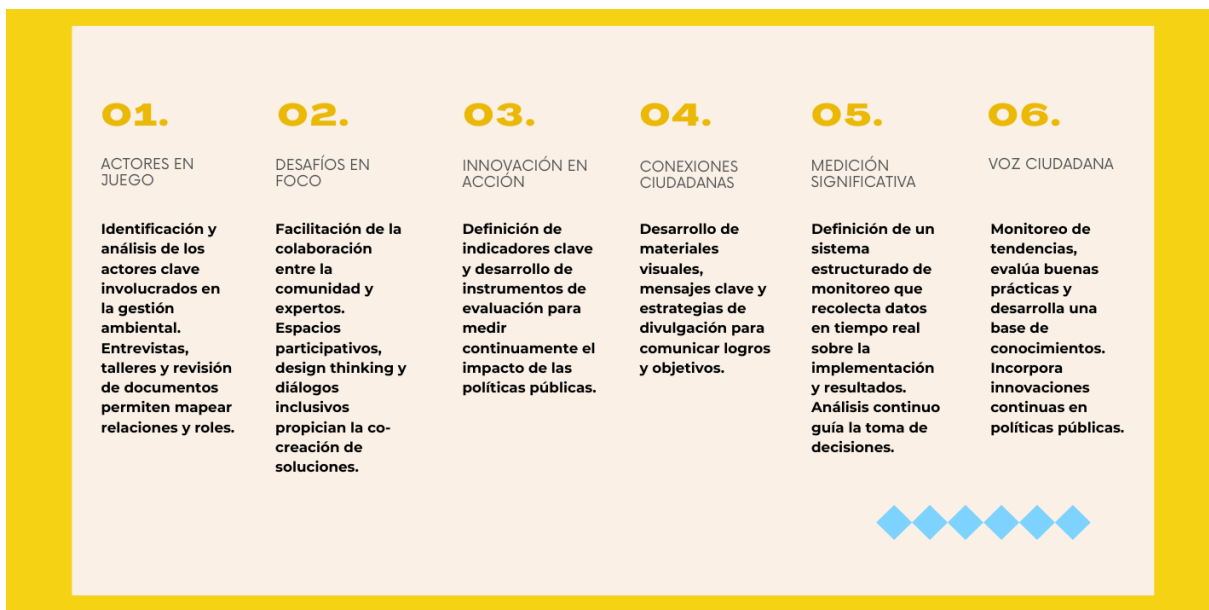 01.
ACTORES EN
JUEGO
Identificación y
análisis de los
actores clave
involucrados en
la gestión
ambiental.
Entrevistas,
talleres y revisión
de documentos
permiten mapear
relaciones y roles.
02.
DESAFÍOS EN
FOCO
Facilitación de la
colaboración
entre la
comunidad y
expertos.
Espacios
participativos,
design thinking y
diálogos
inclusivos
propician la co-
creación de
soluciones.
03.
INNOVACIÓN EN
ACCIÓN
Definición de
indicadores clave
y desarrollo de
instrumentos de
evaluación para
medir
continuamente el
impacto de las
políticas públicas.
04.
CONEXIONES
CIUDADANAS
Desarrollo de
materiales
visuales,
mensajes clave y
estrategias de
divulgación para
comunicar logros
y objetivos.
05.
MEDICIÓN
SIGNIFICATIVA
Definición de un
sistema
estructurado de
monitoreo que
recolecta datos
en tiempo real
sobre la
implementación
y resultados.
Análisis continuo
guía la toma de
decisiones.
06.
VOZ CIUDADANA
Monitoreo de
tendencias,
evalúa buenas
prácticas y
desarrolla una
base de
conocimientos.
Incorpora
innovaciones
continuas en
políticas públicas.